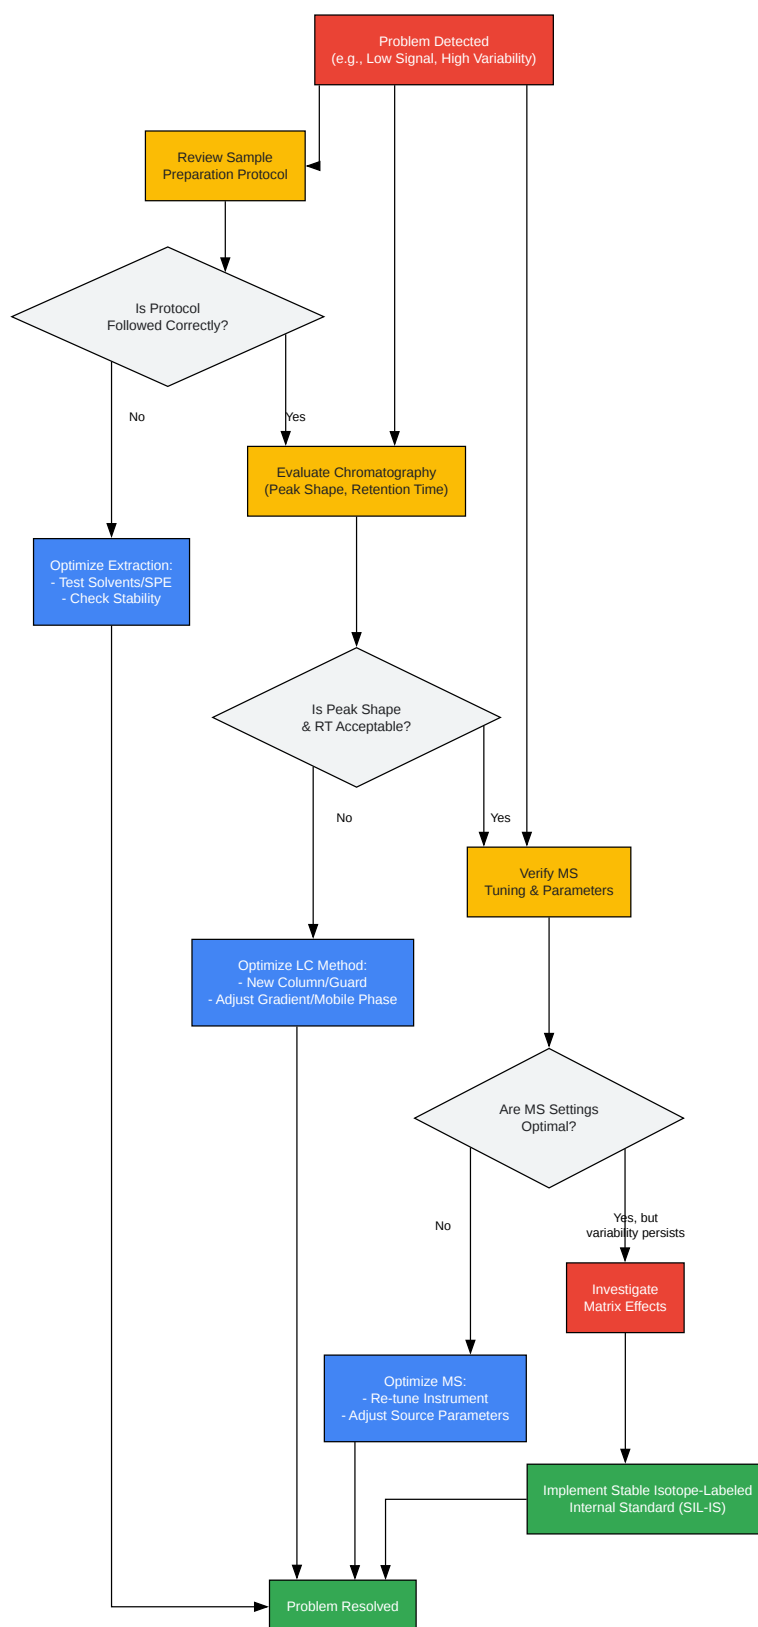 Problem Detected
(e.g., Low Signal, High Variability)
Review Sample
Preparation Protocol
Is Protocol
Followed Correctly?
No
Yes
Evaluate Chromatography
(Peak Shape, Retention Time)
Optimize Extraction:
- Test Solvents/SPE
- Check Stability
Is Peak Shape
& RT Acceptable?
No
Yes
Verify MS
Tuning & Parameters
Optimize LC Method:
- New Column/Guard
- Adjust Gradient/Mobile Phase
Are MS Settings
Optimal?
No
Yes, but
variability persists
Investigate
Matrix Effects
Optimize MS:
- Re-tune Instrument
- Adjust Source Parameters
Implement Stable Isotope-Labeled
Internal Standard (SIL-IS)
Problem Resolved